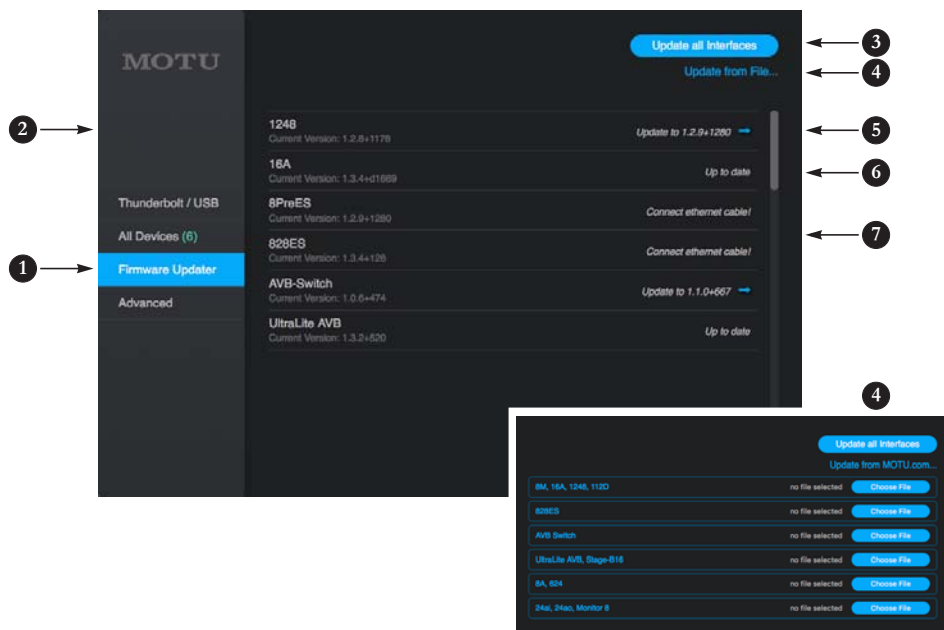 MOTU
Update all Interfaces
3
Update from File...
4
2
1248
Current Version: 1.2.8+1178
Update to 1.2.9+1280
5
16A
Current Version: 1.3.4+d1669
Up to date
6
Thunderbolt / USB
8PreES
Current Version: 1.2.9+1280
Connect ethernet cable!
All Devices (6)
7
828ES
Current Version: 1.3.4+128
Connect ethernet cable!
1
Firmware Updater
AVB-Switch
Current Version: 1.0.6+474
Update to 1.1.0+667
Advanced
UltraLite AVB
Current Version: 1.3.2+520
Up to date
4
Update all Interfaces
Update from MOTU.com...
8M, 16A, 1248, 112D no file selected Choose File
828ES no file selected Choose File
AVB Switch no file selected Choose File
UltraLite AVB, Stage-B16 no file selected Choose File
8A, 624 no file selected Choose File
24ai, 24ao, Monitor 8 no file selected Choose File